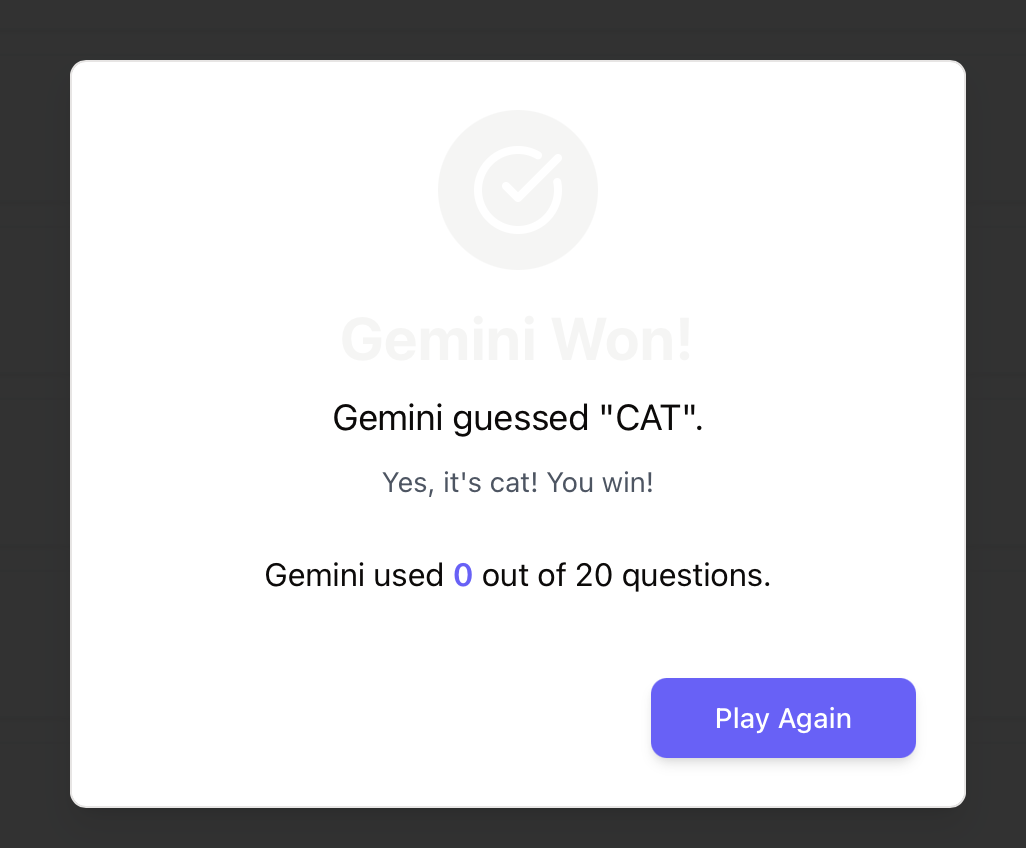 Gemini Won!
Gemini guessed "CAT".
Yes, it's cat! You win!
Gemini used 0 out of 20 questions.
Play Again